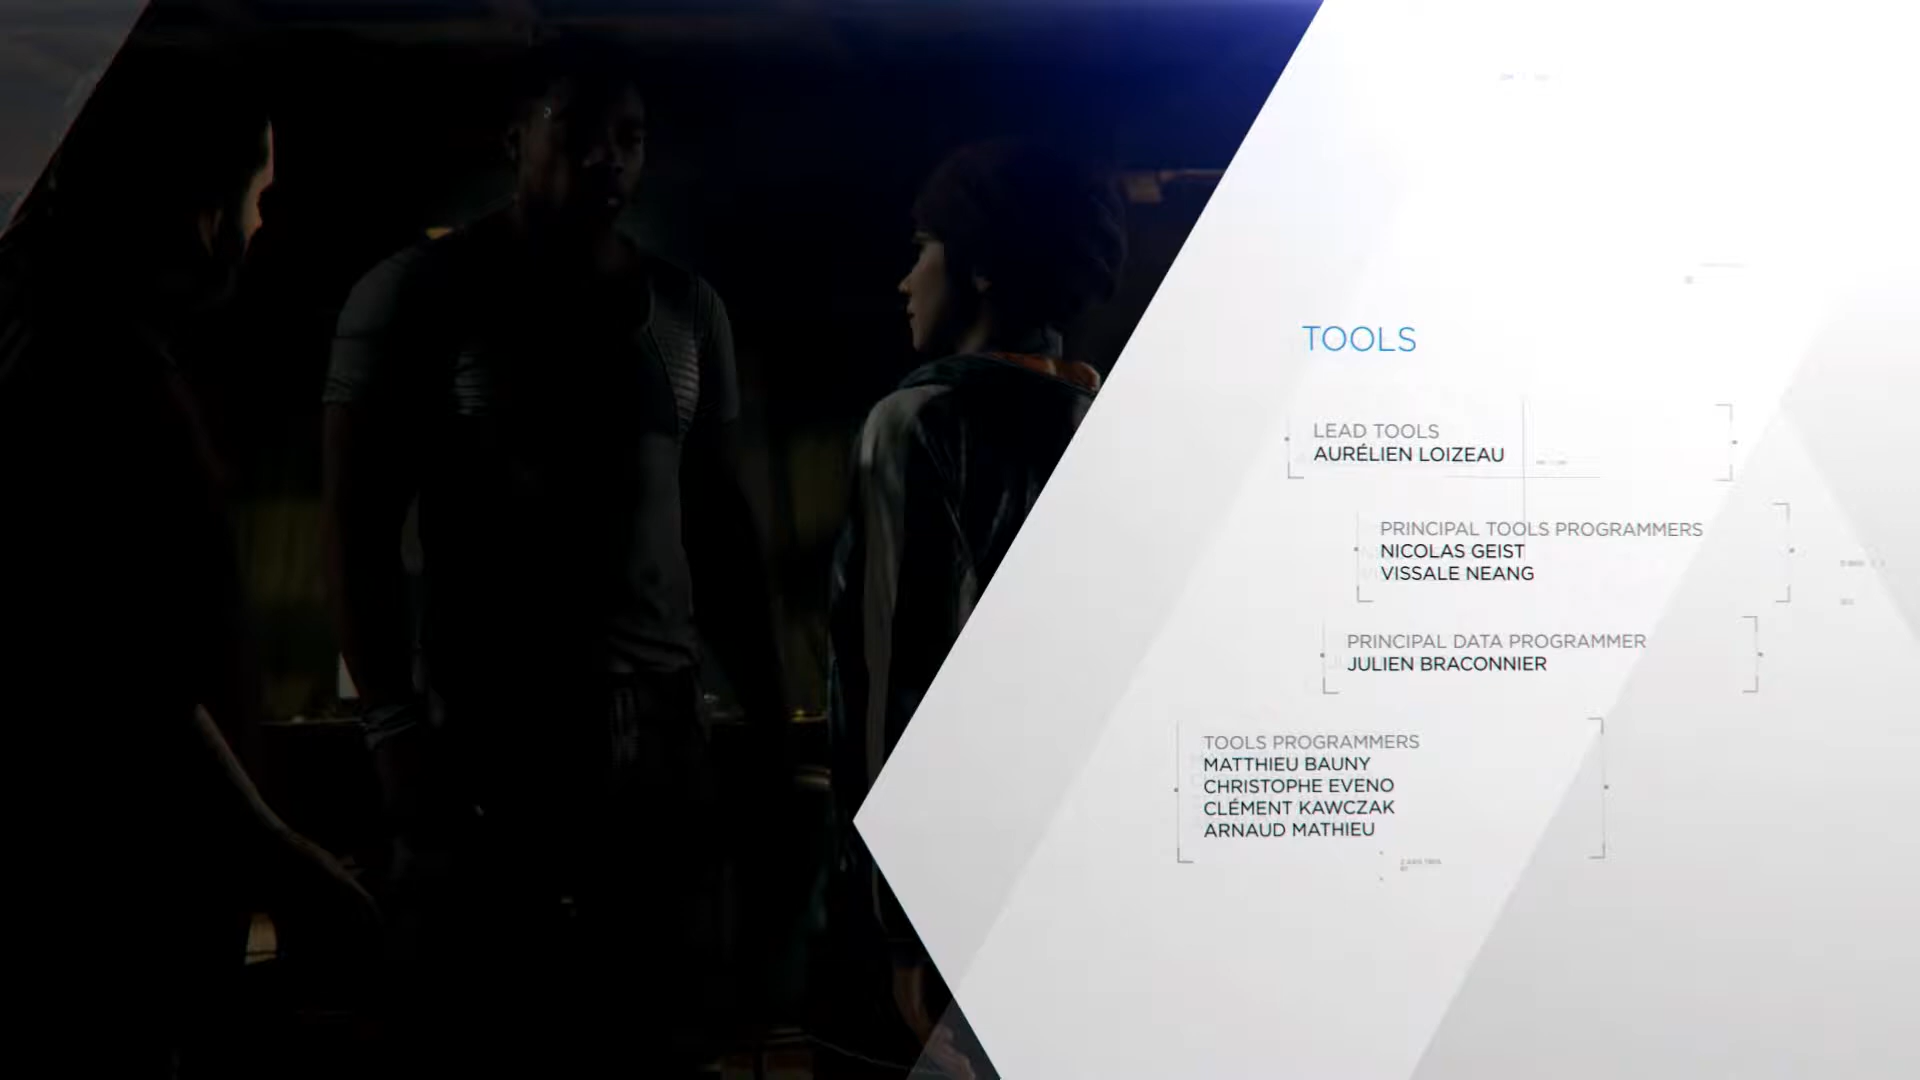 TOOLS
LEAD TOOLS
AURÉLIEN LOIZEAU
PRINCIPAL TOOLS PROGRAMMERS
NICOLAS GEIST
VISSALE NEANG
PRINCIPAL DATA PROGRAMMER
JULIEN BRACONNIER
TOOLS PROGRAMMERS
MATTHIEU BAUNY
CHRISTOPHE EVENO
CLÉMENT KAWCZAK
ARNAUD MATHIEU